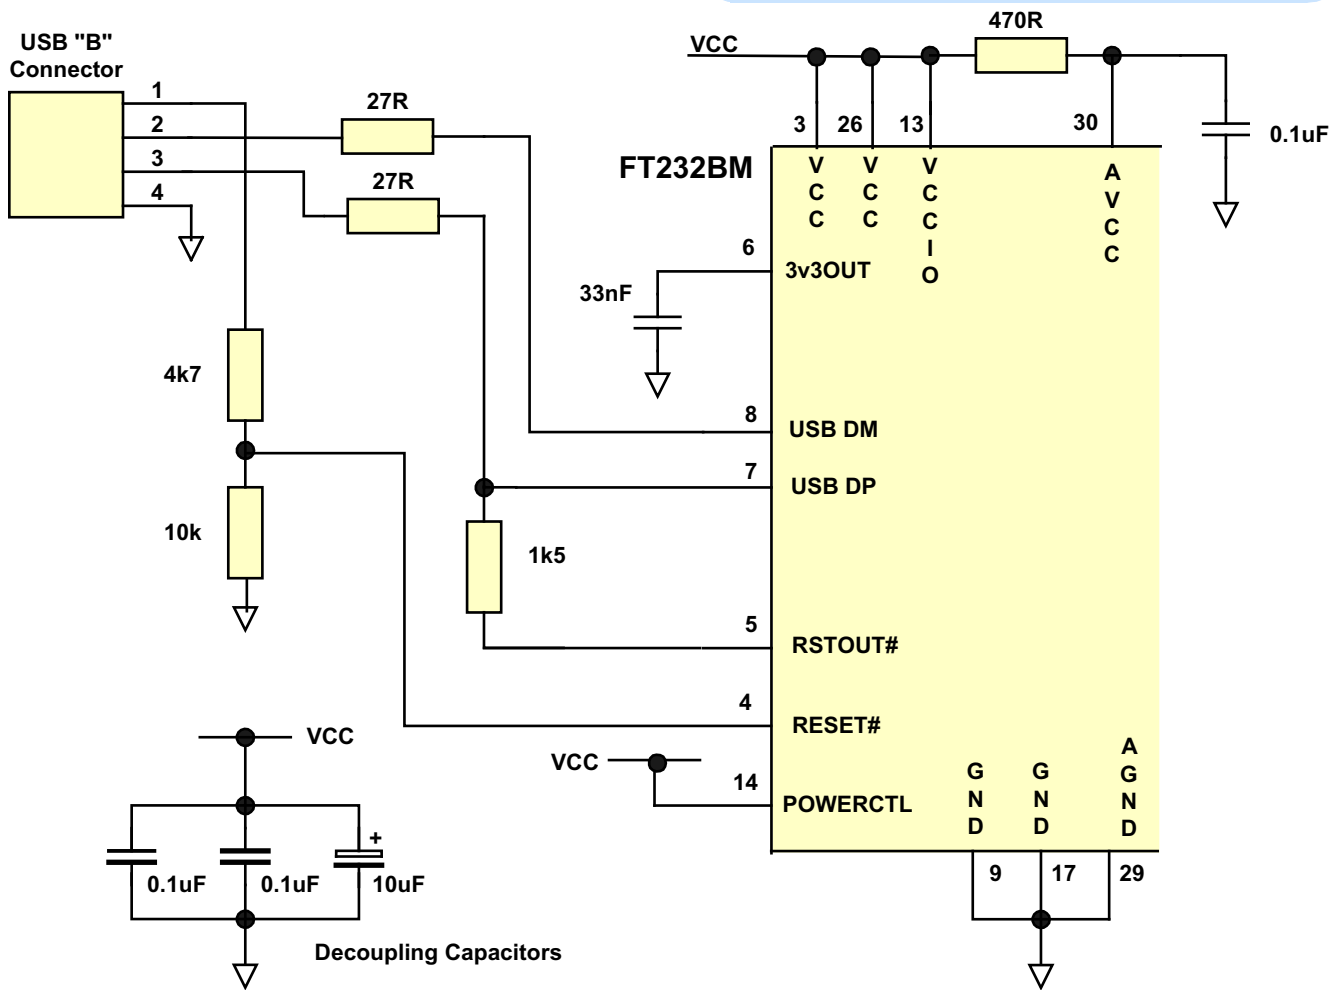 470R
USB "B"
Connector
VCC
1
27R
2
3 26 13 30
0.1uF
3
FT232BM
27R
4
V
C
C
V
C
C
V
C
C
I
O
A
V
C
C
6
3v3OUT
33nF
4k7
8
USB DM
7
USB DP
10k
1k5
5
RSTOUT#
4
RESET#
VCC
VCC
14
POWERCTL
G
N
D
G
N
D
A
G
N
D
+
0.1uF 0.1uF 10uF
9 17 29
Decoupling Capacitors